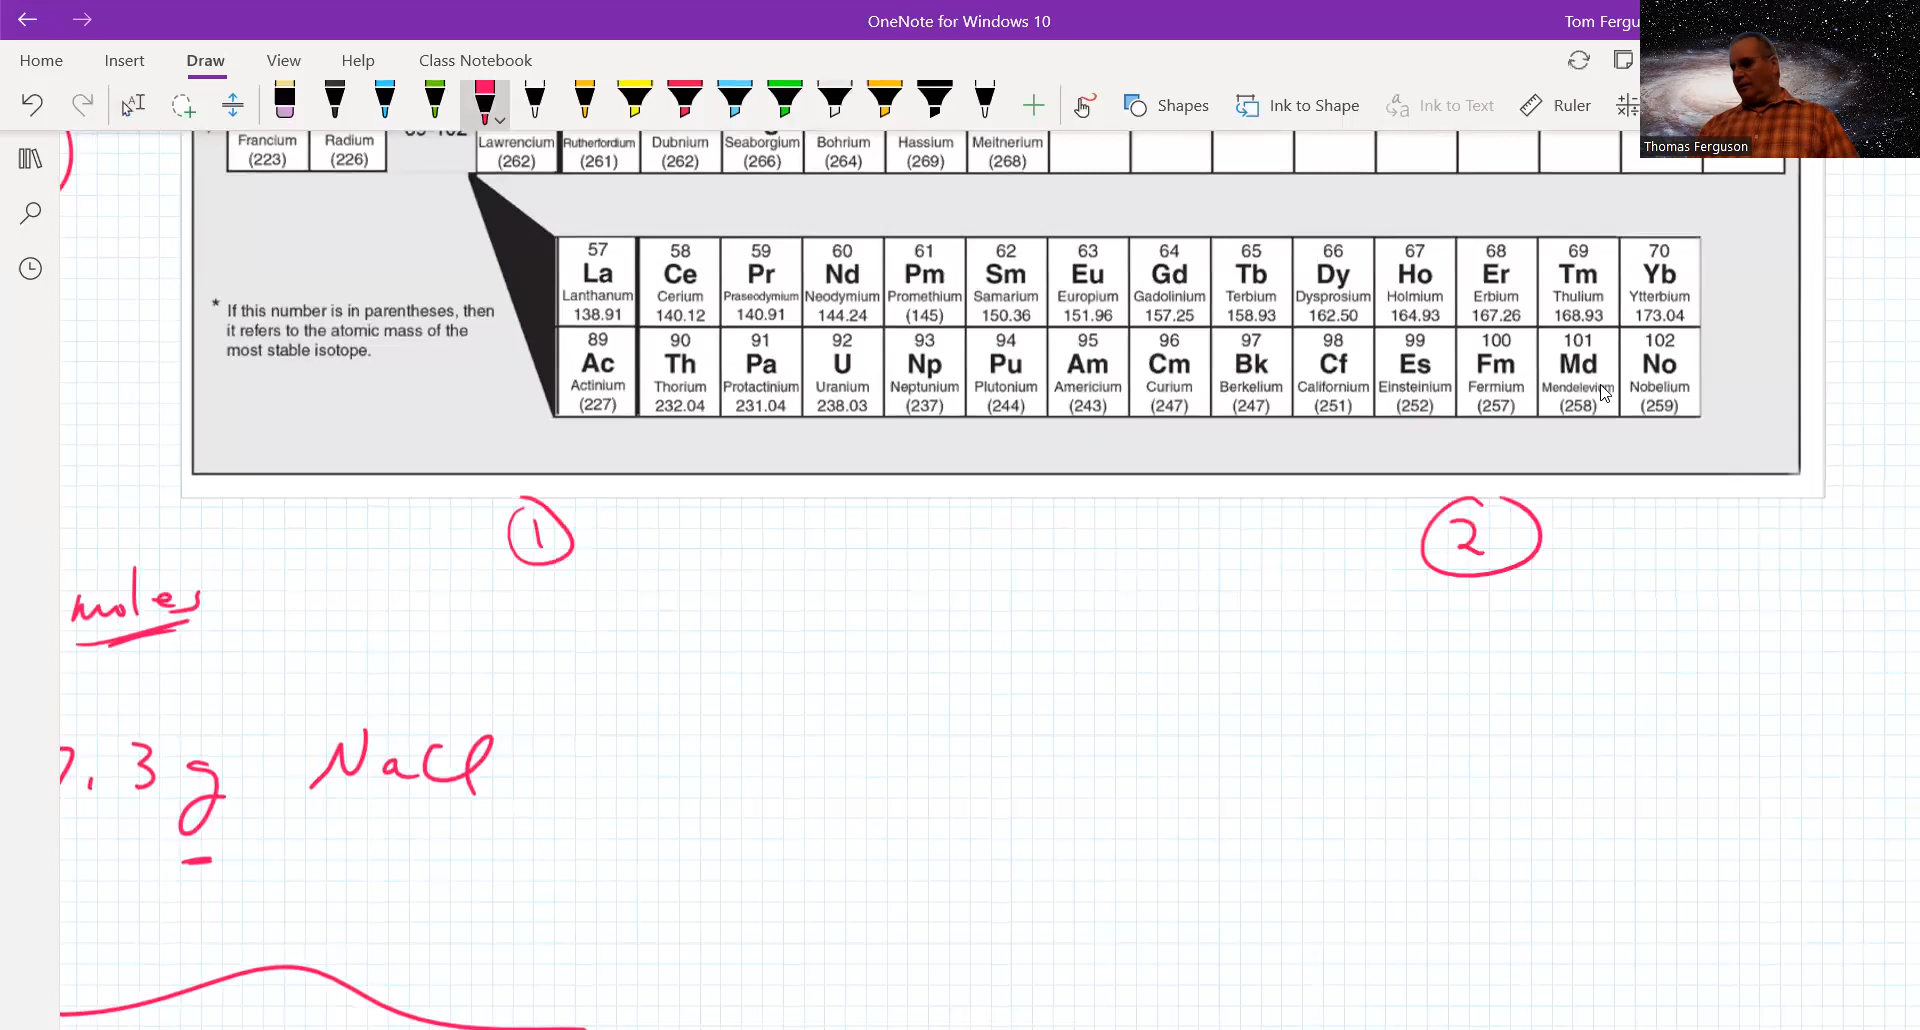 OneNote for Windows 10
Tom Fergu
Home Insert Draw View Help Class Notebook
Shapes Ink to Shape Ink to Text Ruler
Thomas Ferguson
Francium Radium Lawrencium Rutherfordium Dubnium Seaborgium Bohrium Hassium Meitnerium
(223) (226) (262) (261) (262) (266) (264) (269) (268)
57 58 59 60 61 62 63 64 65 66 67 68 69 70
La Ce Pr Nd Pm Sm Eu Gd Tb Dy Ho Er Tm Yb
Lanthanum Cerium Praseodymium Neodymium Promethium Samarium Europium Gadolinium Terbium Dysprosium Holmium Erbium Thulium Ytterbium
138.91 140.12 140.91 144.24 (145) 150.36 151.96 157.25 158.93 162.50 164.93 167.26 168.93 173.04
* If this number is in parentheses, then
it refers to the atomic mass of the
most stable isotope.
89 90 91 92 93 94 95 96 97 98 99 100 101 102
Ac Th Pa U Np Pu Am Cm Bk Cf Es Fm Md No
Actinium Thorium Protactinium Uranium Neptunium Plutonium Americium Curium Berkelium Californium Einsteinium Fermium Mendelevium Nobelium
(227) 232.04 231.04 238.03 (237) (244) (243) (247) (247) (251) (252) (257) (258) (259)
1 2
moles
.3 g NaCl